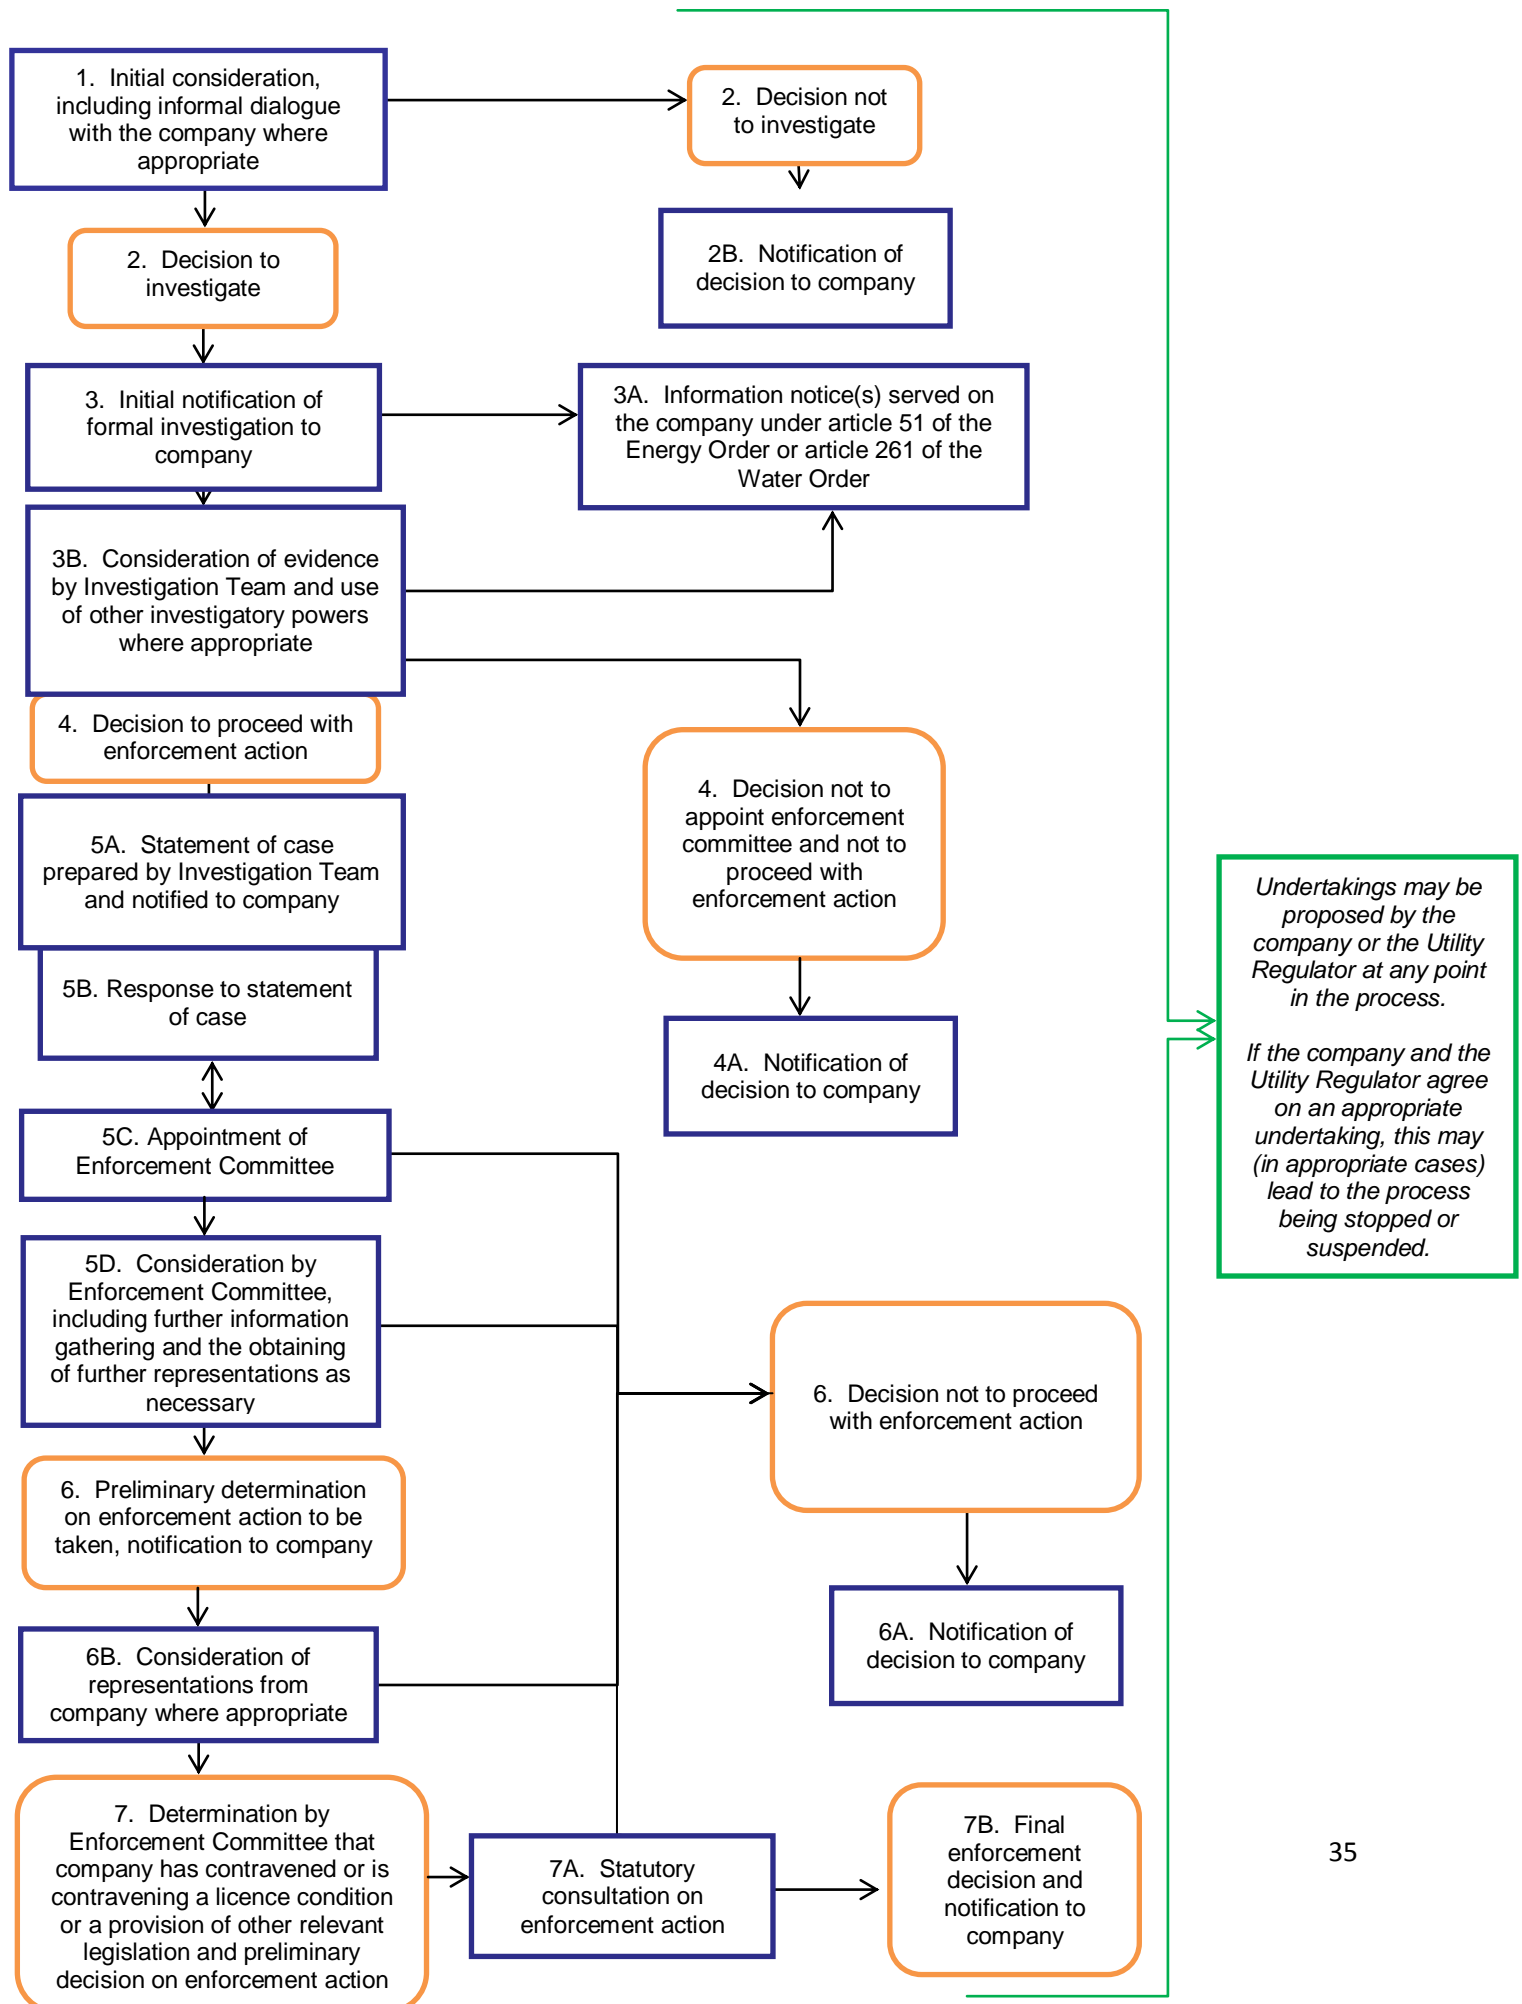 1.  Initial consideration,
including informal dialogue
with the company where
appropriate
2.  Decision not
to investigate
2.  Decision to
investigate
2B.  Notification of
decision to company
3.  Initial notification of
formal investigation to
company
3A.  Information notice(s) served on
the company under article 51 of the
Energy Order or article 261 of the
Water Order
3B.  Consideration of evidence
by Investigation Team and use
of other investigatory powers
where appropriate
4.  Decision to proceed with
enforcement action
4.  Decision not to
appoint enforcement
committee and not to
proceed with
enforcement action
5A.  Statement of case
prepared by Investigation Team
and notified to company
5B. Response to statement
of case
4A.  Notification of
decision to company
Undertakings may be
proposed by the
company or the Utility
Regulator at any point
in the process.
If the company and the
Utility Regulator agree
on an appropriate
undertaking, this may
(in appropriate cases)
lead to the process
being stopped or
suspended.
5C. Appointment of
Enforcement Committee
5D.  Consideration by
Enforcement Committee,
including further information
gathering and the obtaining
of further representations as
necessary
6.  Decision not to proceed
with enforcement action
6.  Preliminary determination
on enforcement action to be
taken, notification to company
6A.  Notification of
decision to company
6B.  Consideration of
representations from
company where appropriate
7.  Determination by
Enforcement Committee that
company has contravened or is
contravening a licence condition
or a provision of other relevant
legislation and preliminary
decision on enforcement action
7A.  Statutory
consultation on
enforcement action
7B.  Final
enforcement
decision and
notification to
company
35